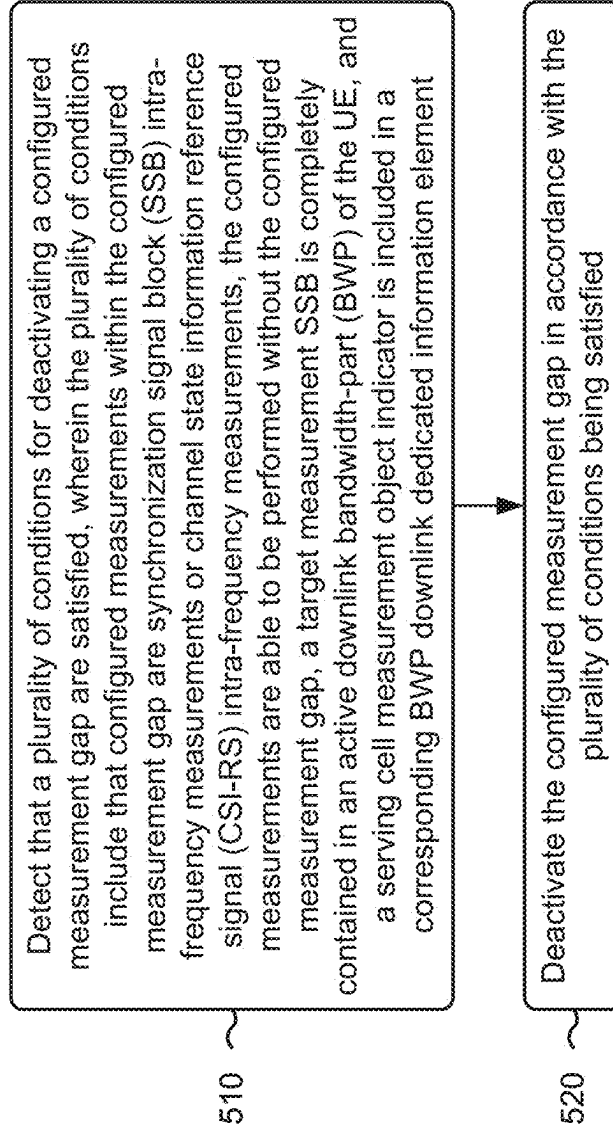 Detect that a plurality of conditions for deactivating a configured
measurement gap are satisfied, wherein the plurality of conditions
include that configured measurements within the configured
measurement gap are synchronization signal block (SSB) intra-
frequency measurements or channel state information reference
signal (CSI-RS) intra-frequency measurements, the configured
measurements are able to be performed without the configured
measurement gap, a target measurement SSB is completely
contained in an active downlink bandwidth-part (BWP) of the UE, and
a serving cell measurement object indicator is included in a
corresponding BWP downlink dedicated information element
510
Deactivate the configured measurement gap in accordance with the
plurality of conditions being satisfied
520